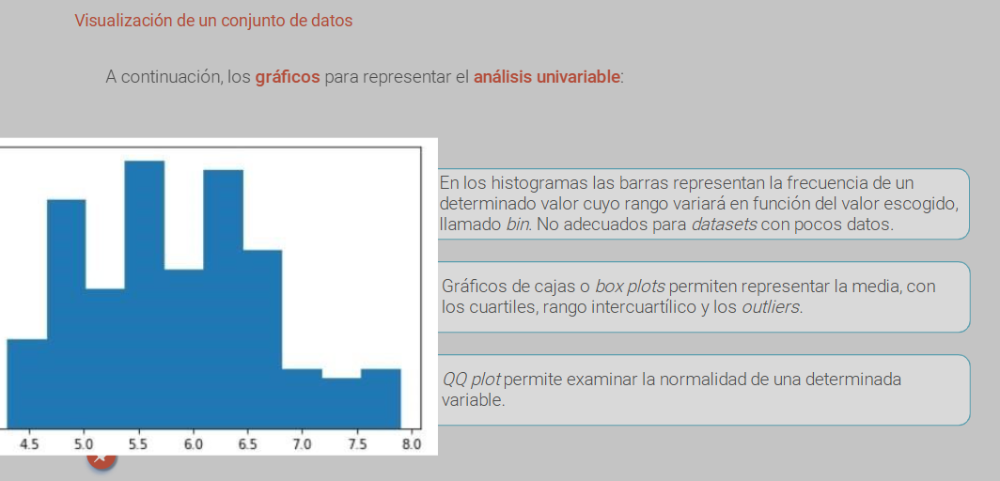 Visualización de un conjunto de datos
A continuación, los gráficos para representar el análisis univariable:
En los histogramas las barras representan la frecuencia de un
determinado valor cuyo rango variará en función del valor escogido,
llamado bin. No adecuados para datasets con pocos datos.
Gráficos de cajas o box plots permiten representar la media, con
los cuartiles, rango intercuartílico y los outliers.
QQ plot permite examinar la normalidad de una determinada
variable.
4.5 5.0 5.5 6.0 6.5 7.0 7.5 8.0